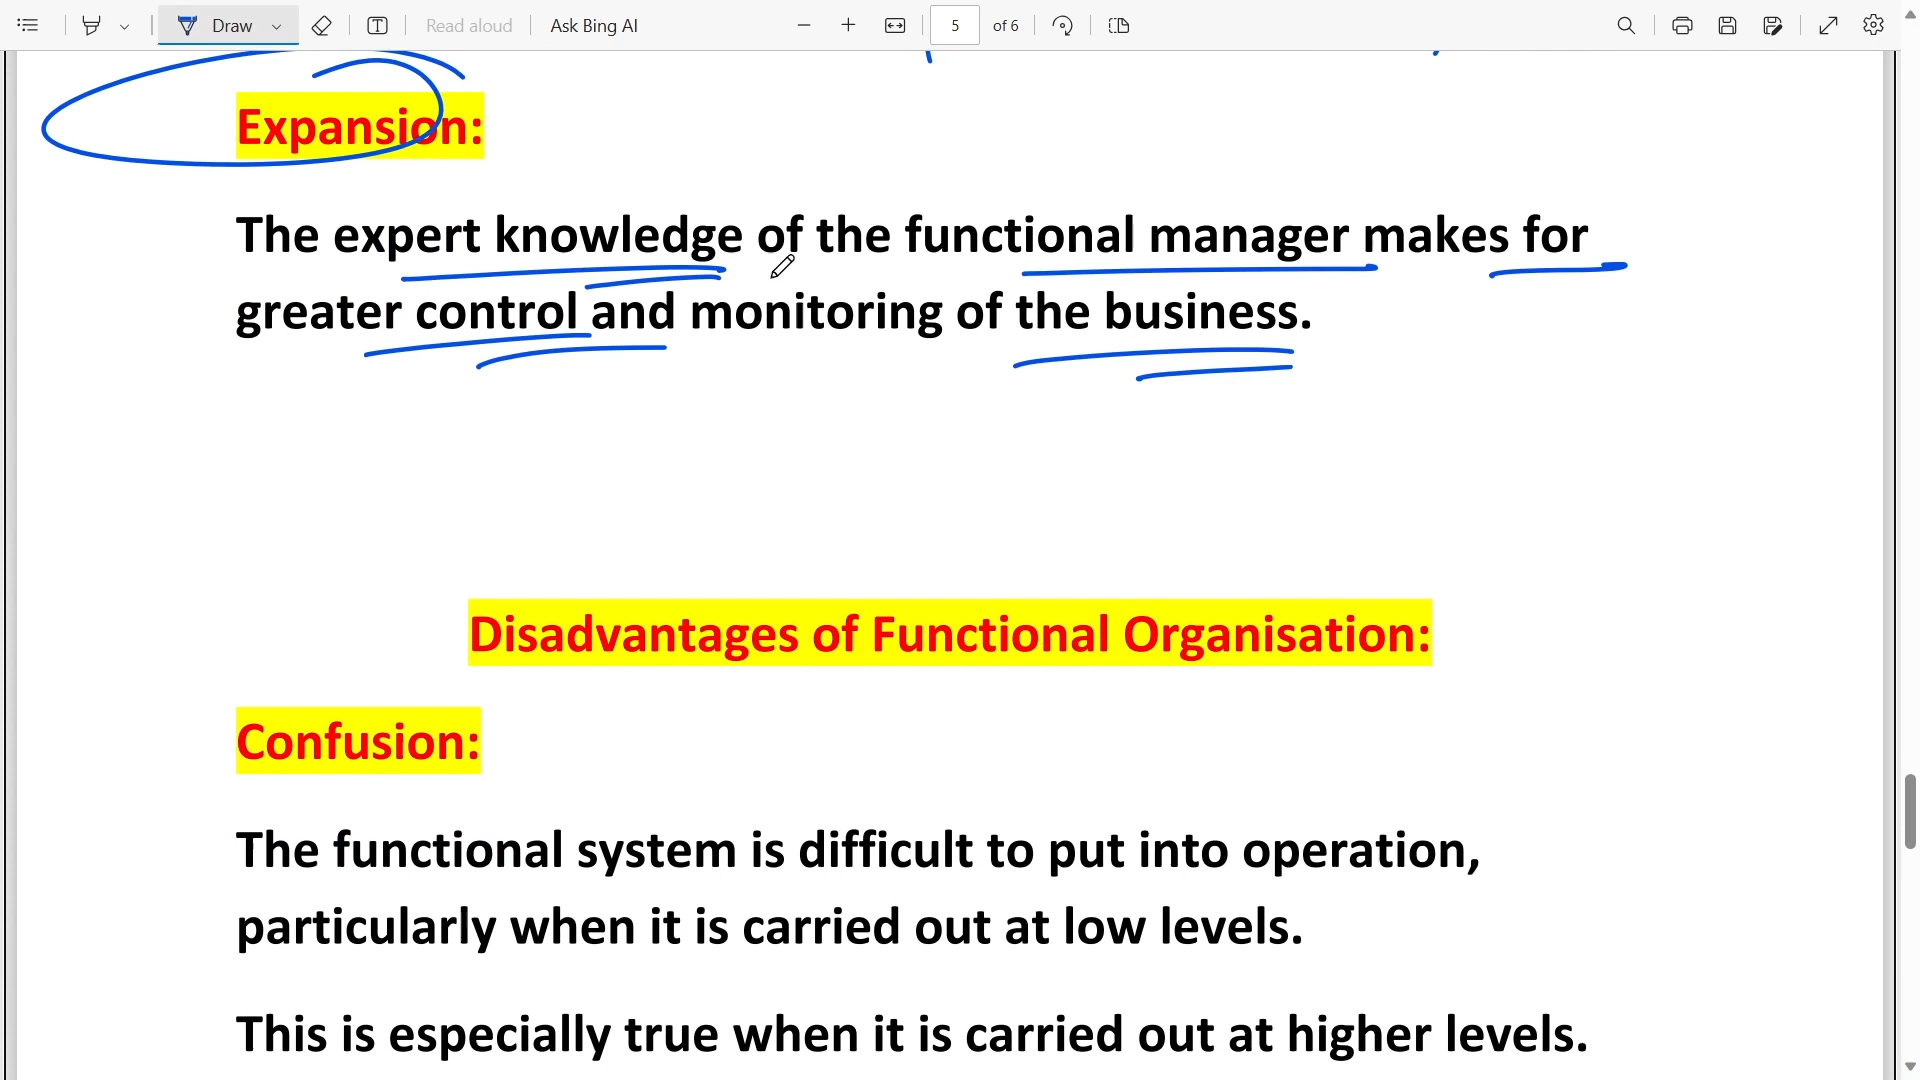 Draw
Read aloud
Ask Bing AI
5
of 6
Expansion:
The expert knowledge of the functional manager makes for
greater control and monitoring of the business.
Disadvantages of Functional Organisation:
Confusion:
The functional system is difficult to put into operation,
particularly when it is carried out at low levels.
This is especially true when it is carried out at higher levels.